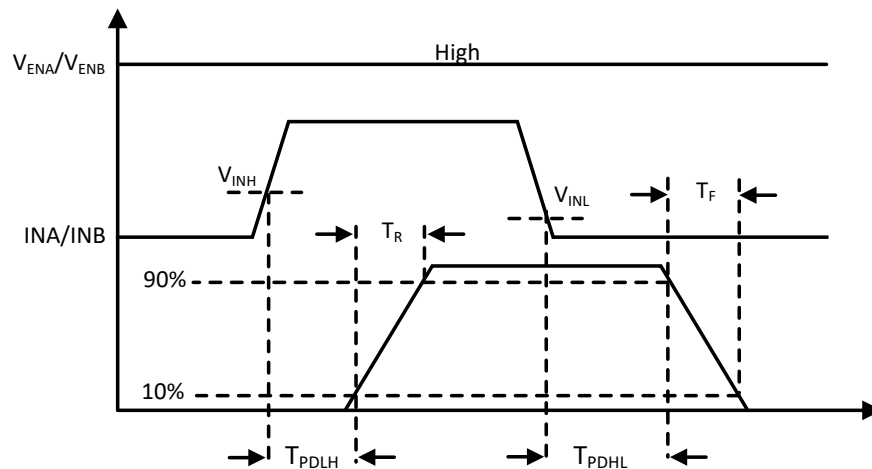 High
V_ENA/V_ENB
V_INH
V_INL
T_F
T_R
INA/INB
90%
10%
T_PDLH
T_PDHL